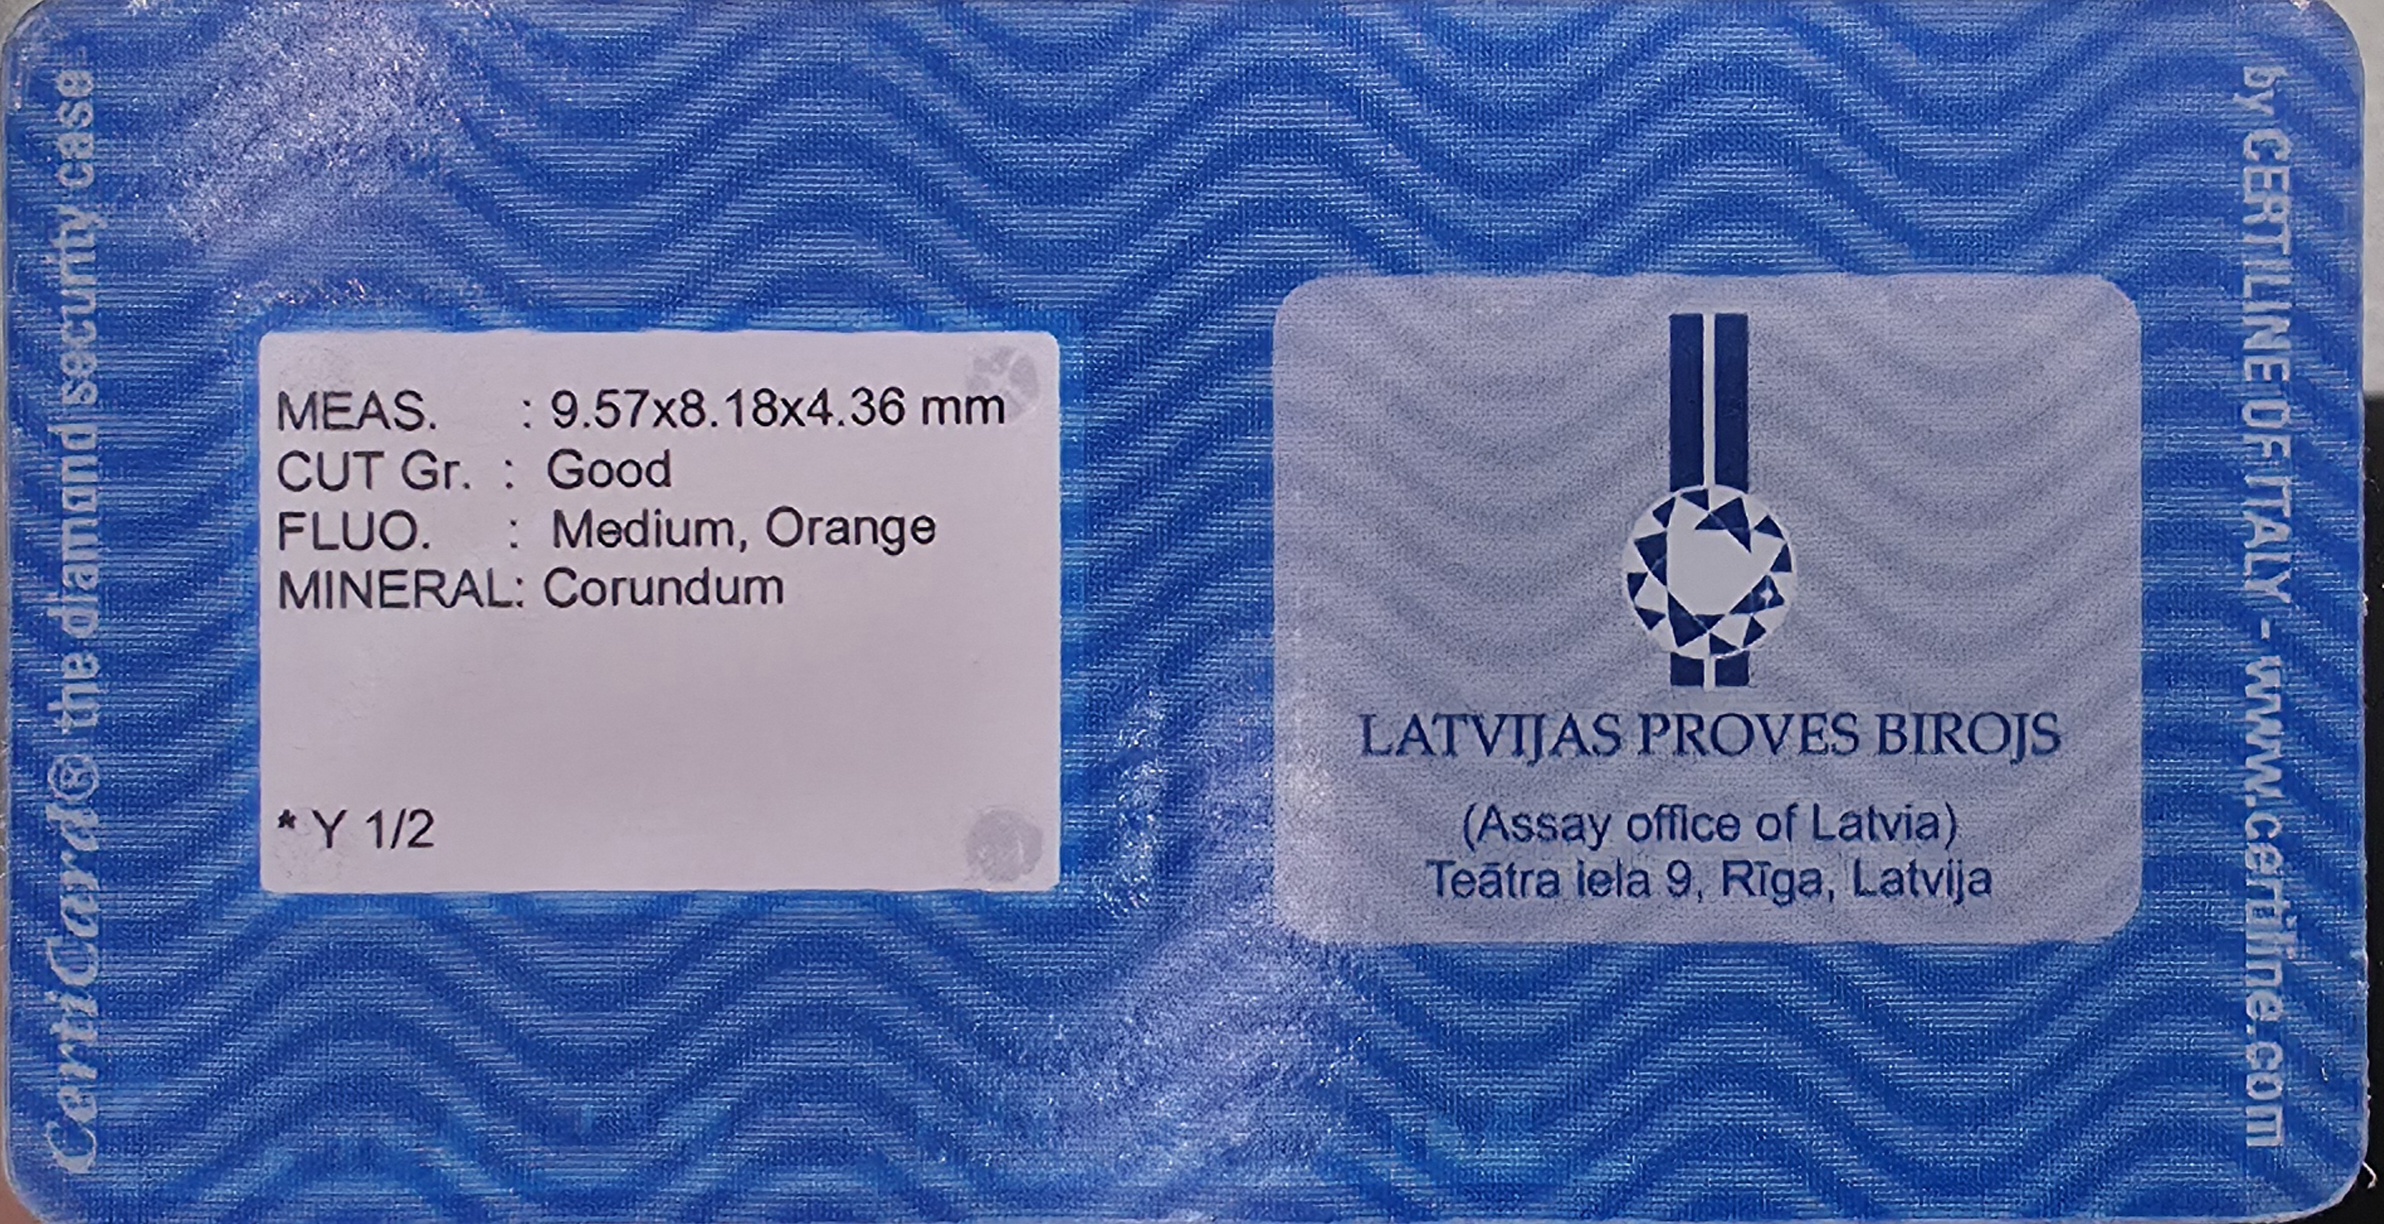 CertiCard® the diamond security case
MEAS. : 9.57x8.18x4.36 mm
CUT Gr. : Good
FLUO. : Medium, Orange
MINERAL: Corundum
* Y 1/2
LATVIJAS PROVES BIROJS
(Assay office of Latvia)
Teātra iela 9, Rīga, Latvija
by CERTILINE OF ITALY - www.certiline.com